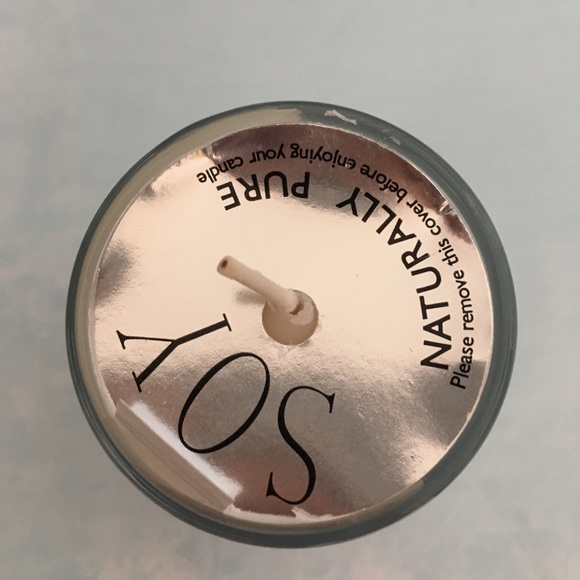 SOY
NATURALLY PURE
Please remove this cover before enjoying your candle